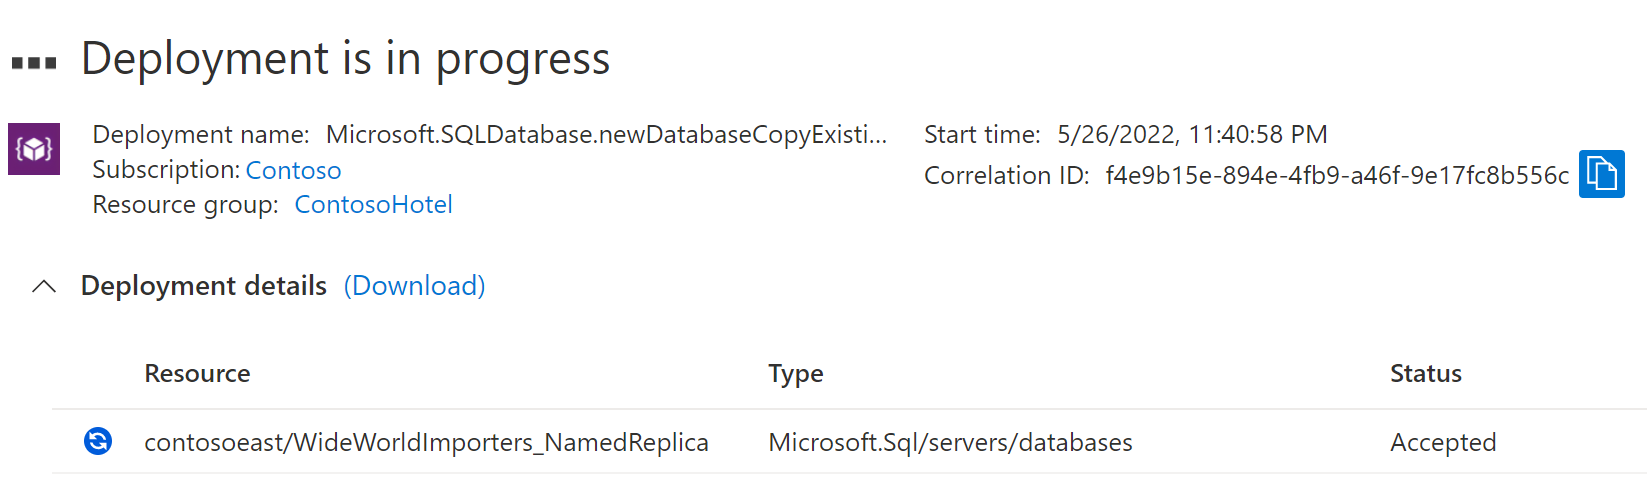 Deployment is in progress
Deployment name: Microsoft.SQLDatabase.newDatabaseCopyExisti...
Subscription: Contoso
Resource group: ContosoHotel
Start time: 5/26/2022, 11:40:58 PM
Correlation ID: f4e9b15e-894e-4fb9-a46f-9e17fc8b556c
Deployment details (Download)
Resource Type Status
contosoeast/WideWorldImporters_NamedReplica Microsoft.Sql/servers/databases Accepted